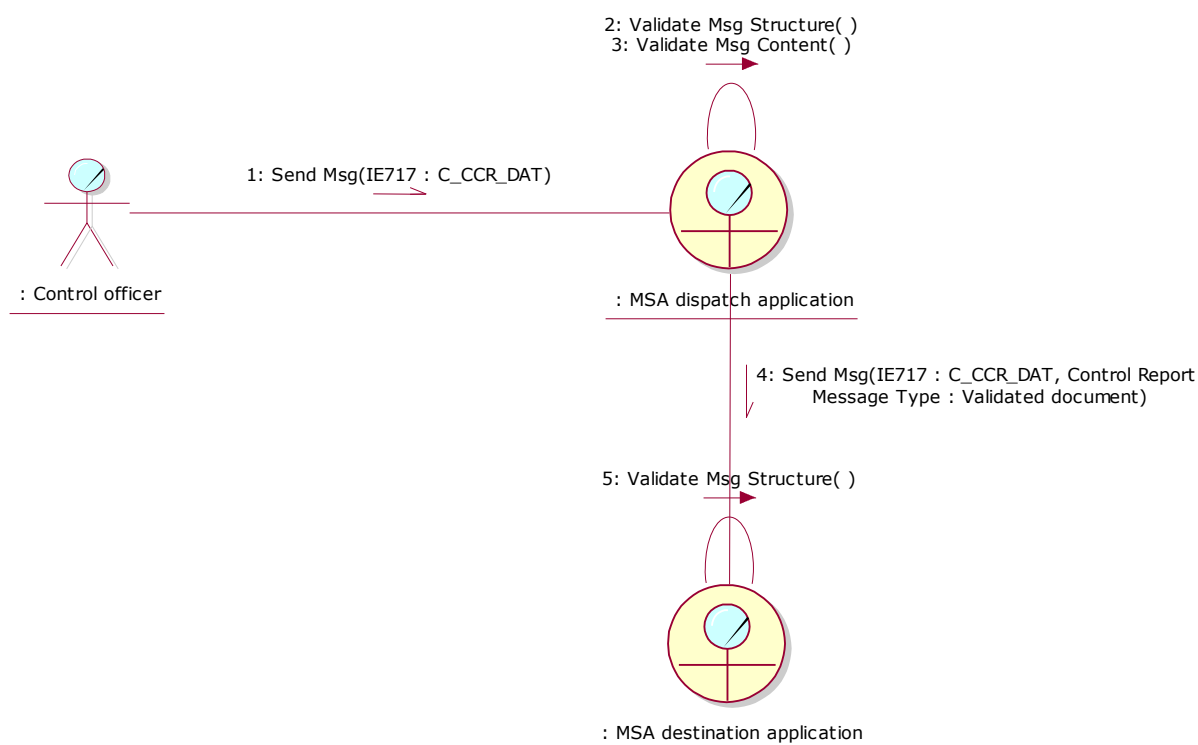 2: Validate Msg Structure( )
3: Validate Msg Content( )
1: Send Msg(IE717 : C_CCR_DAT)
: Control officer
: MSA dispatch application
4: Send Msg(IE717 : C_CCR_DAT, Control Report
Message Type : Validated document)
5: Validate Msg Structure( )
: MSA destination application